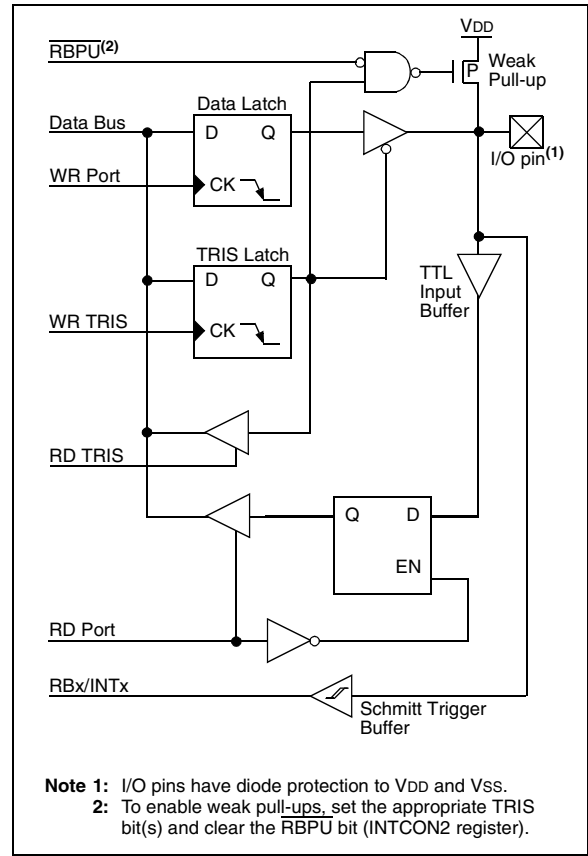 VDD
RBPU(2)
P
Weak
Pull-up
Data Latch
Data Bus
D Q
I/O pin(1)
WR Port
CK
TRIS Latch
D Q
TTL
Input
Buffer
WR TRIS
CK
RD TRIS
Q D
EN
RD Port
RBx/INTx
Schmitt Trigger
Buffer
Note 1: I/O pins have diode protection to VDD and VSS.
2: To enable weak pull-ups, set the appropriate TRIS
bit(s) and clear the RBPU bit (INTCON2 register).